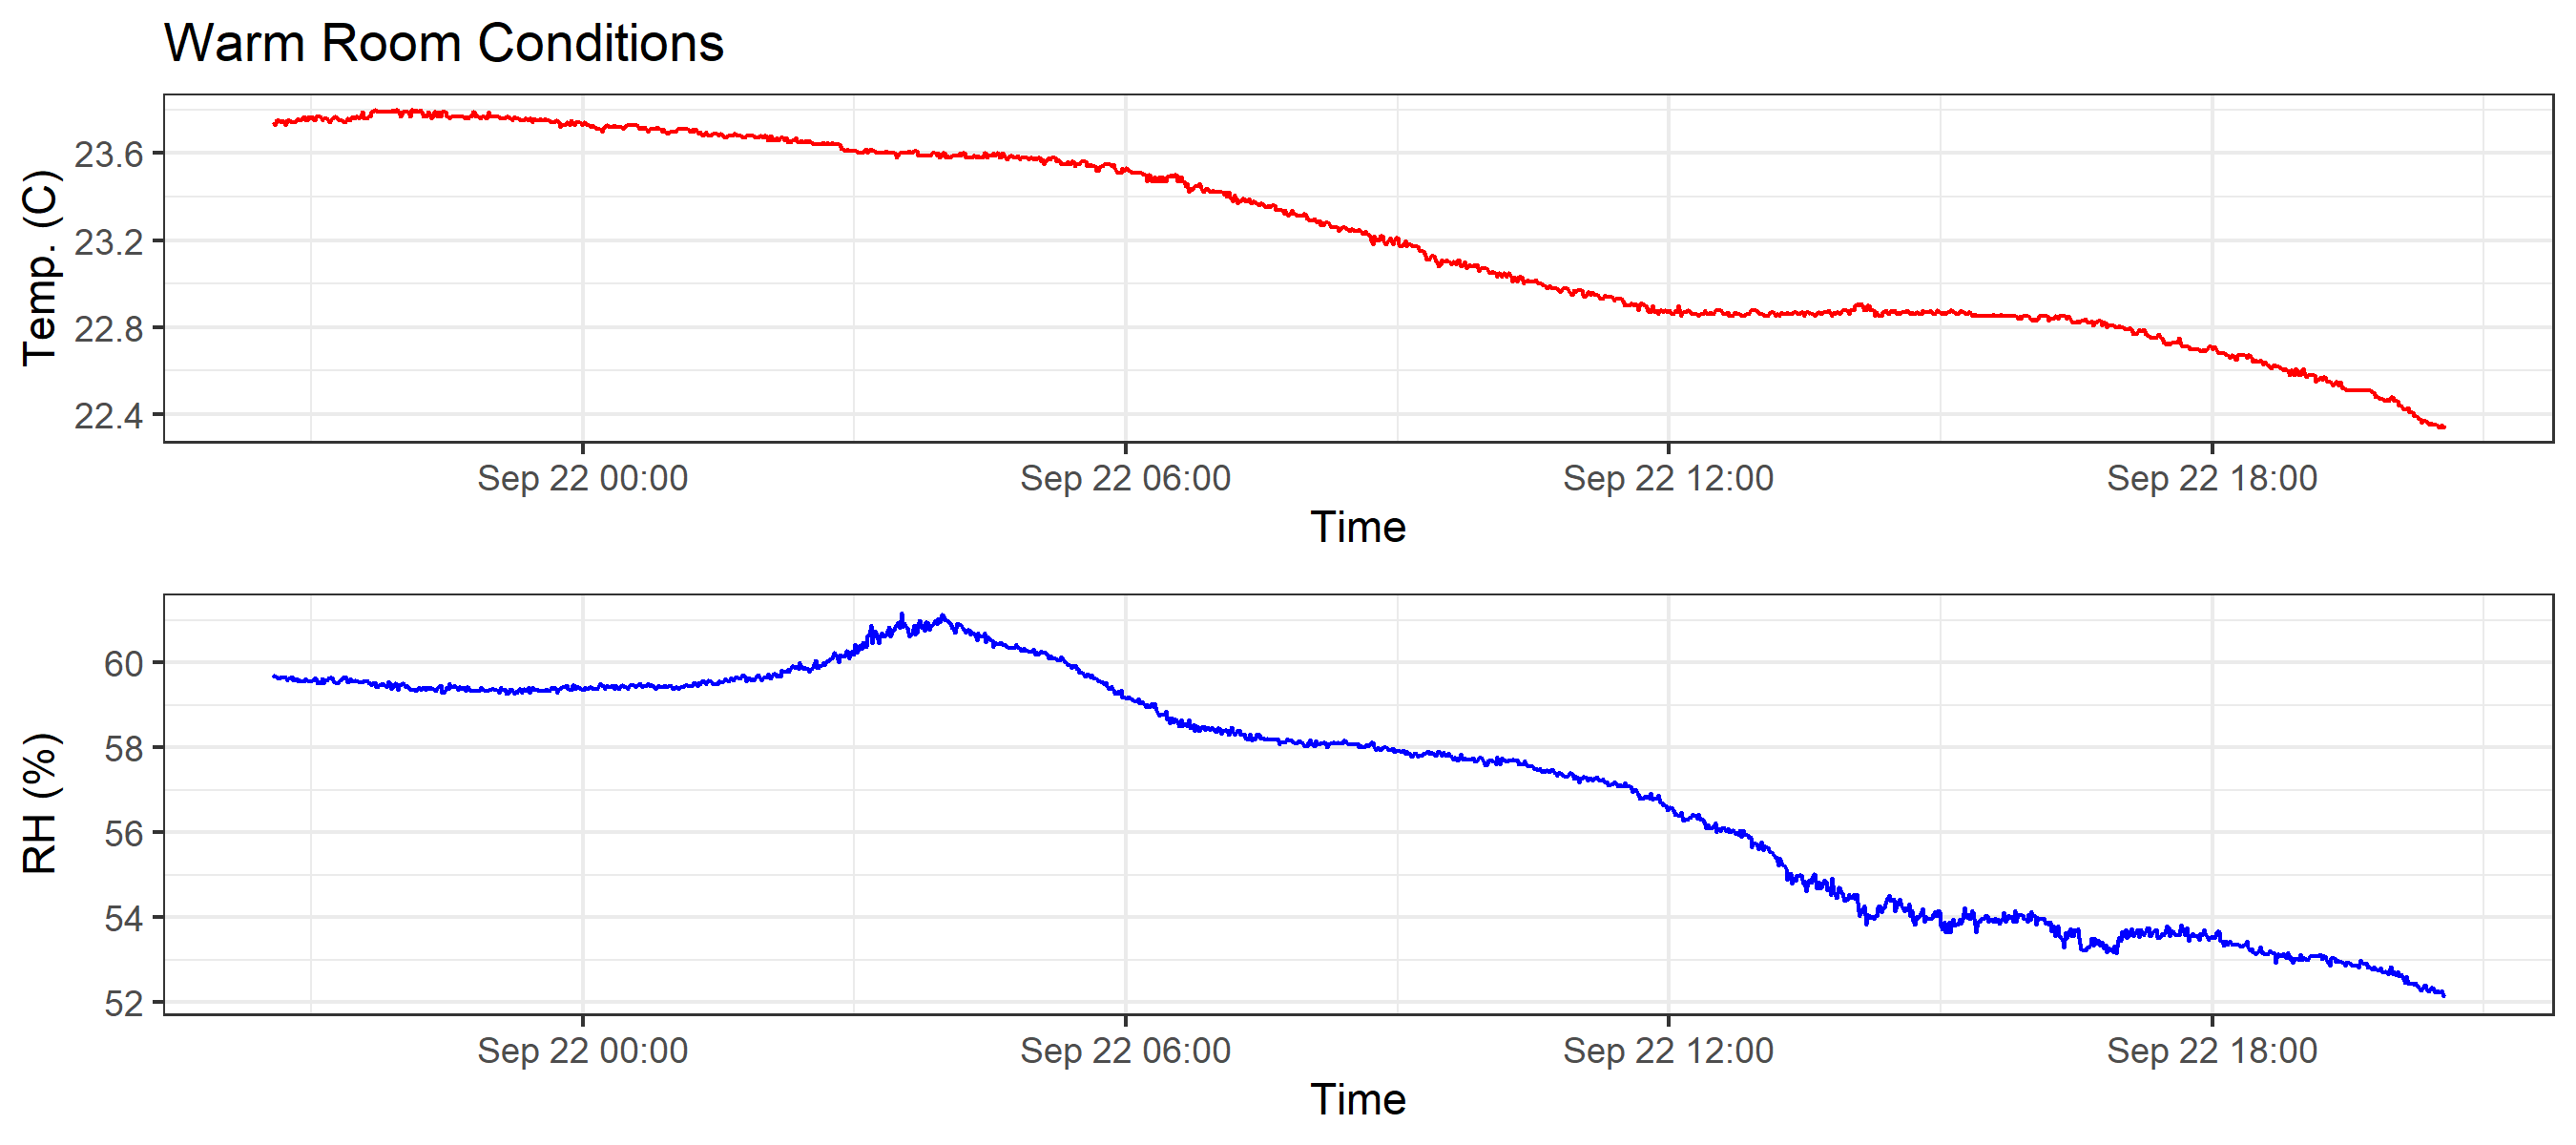 Warm Room Conditions
Temp. (C)
23.6
23.2
22.8
22.4
Sep 22 00:00 Sep 22 06:00 Sep 22 12:00 Sep 22 18:00
Time
RH (%)
60
58
56
54
52
Sep 22 00:00 Sep 22 06:00 Sep 22 12:00 Sep 22 18:00
Time